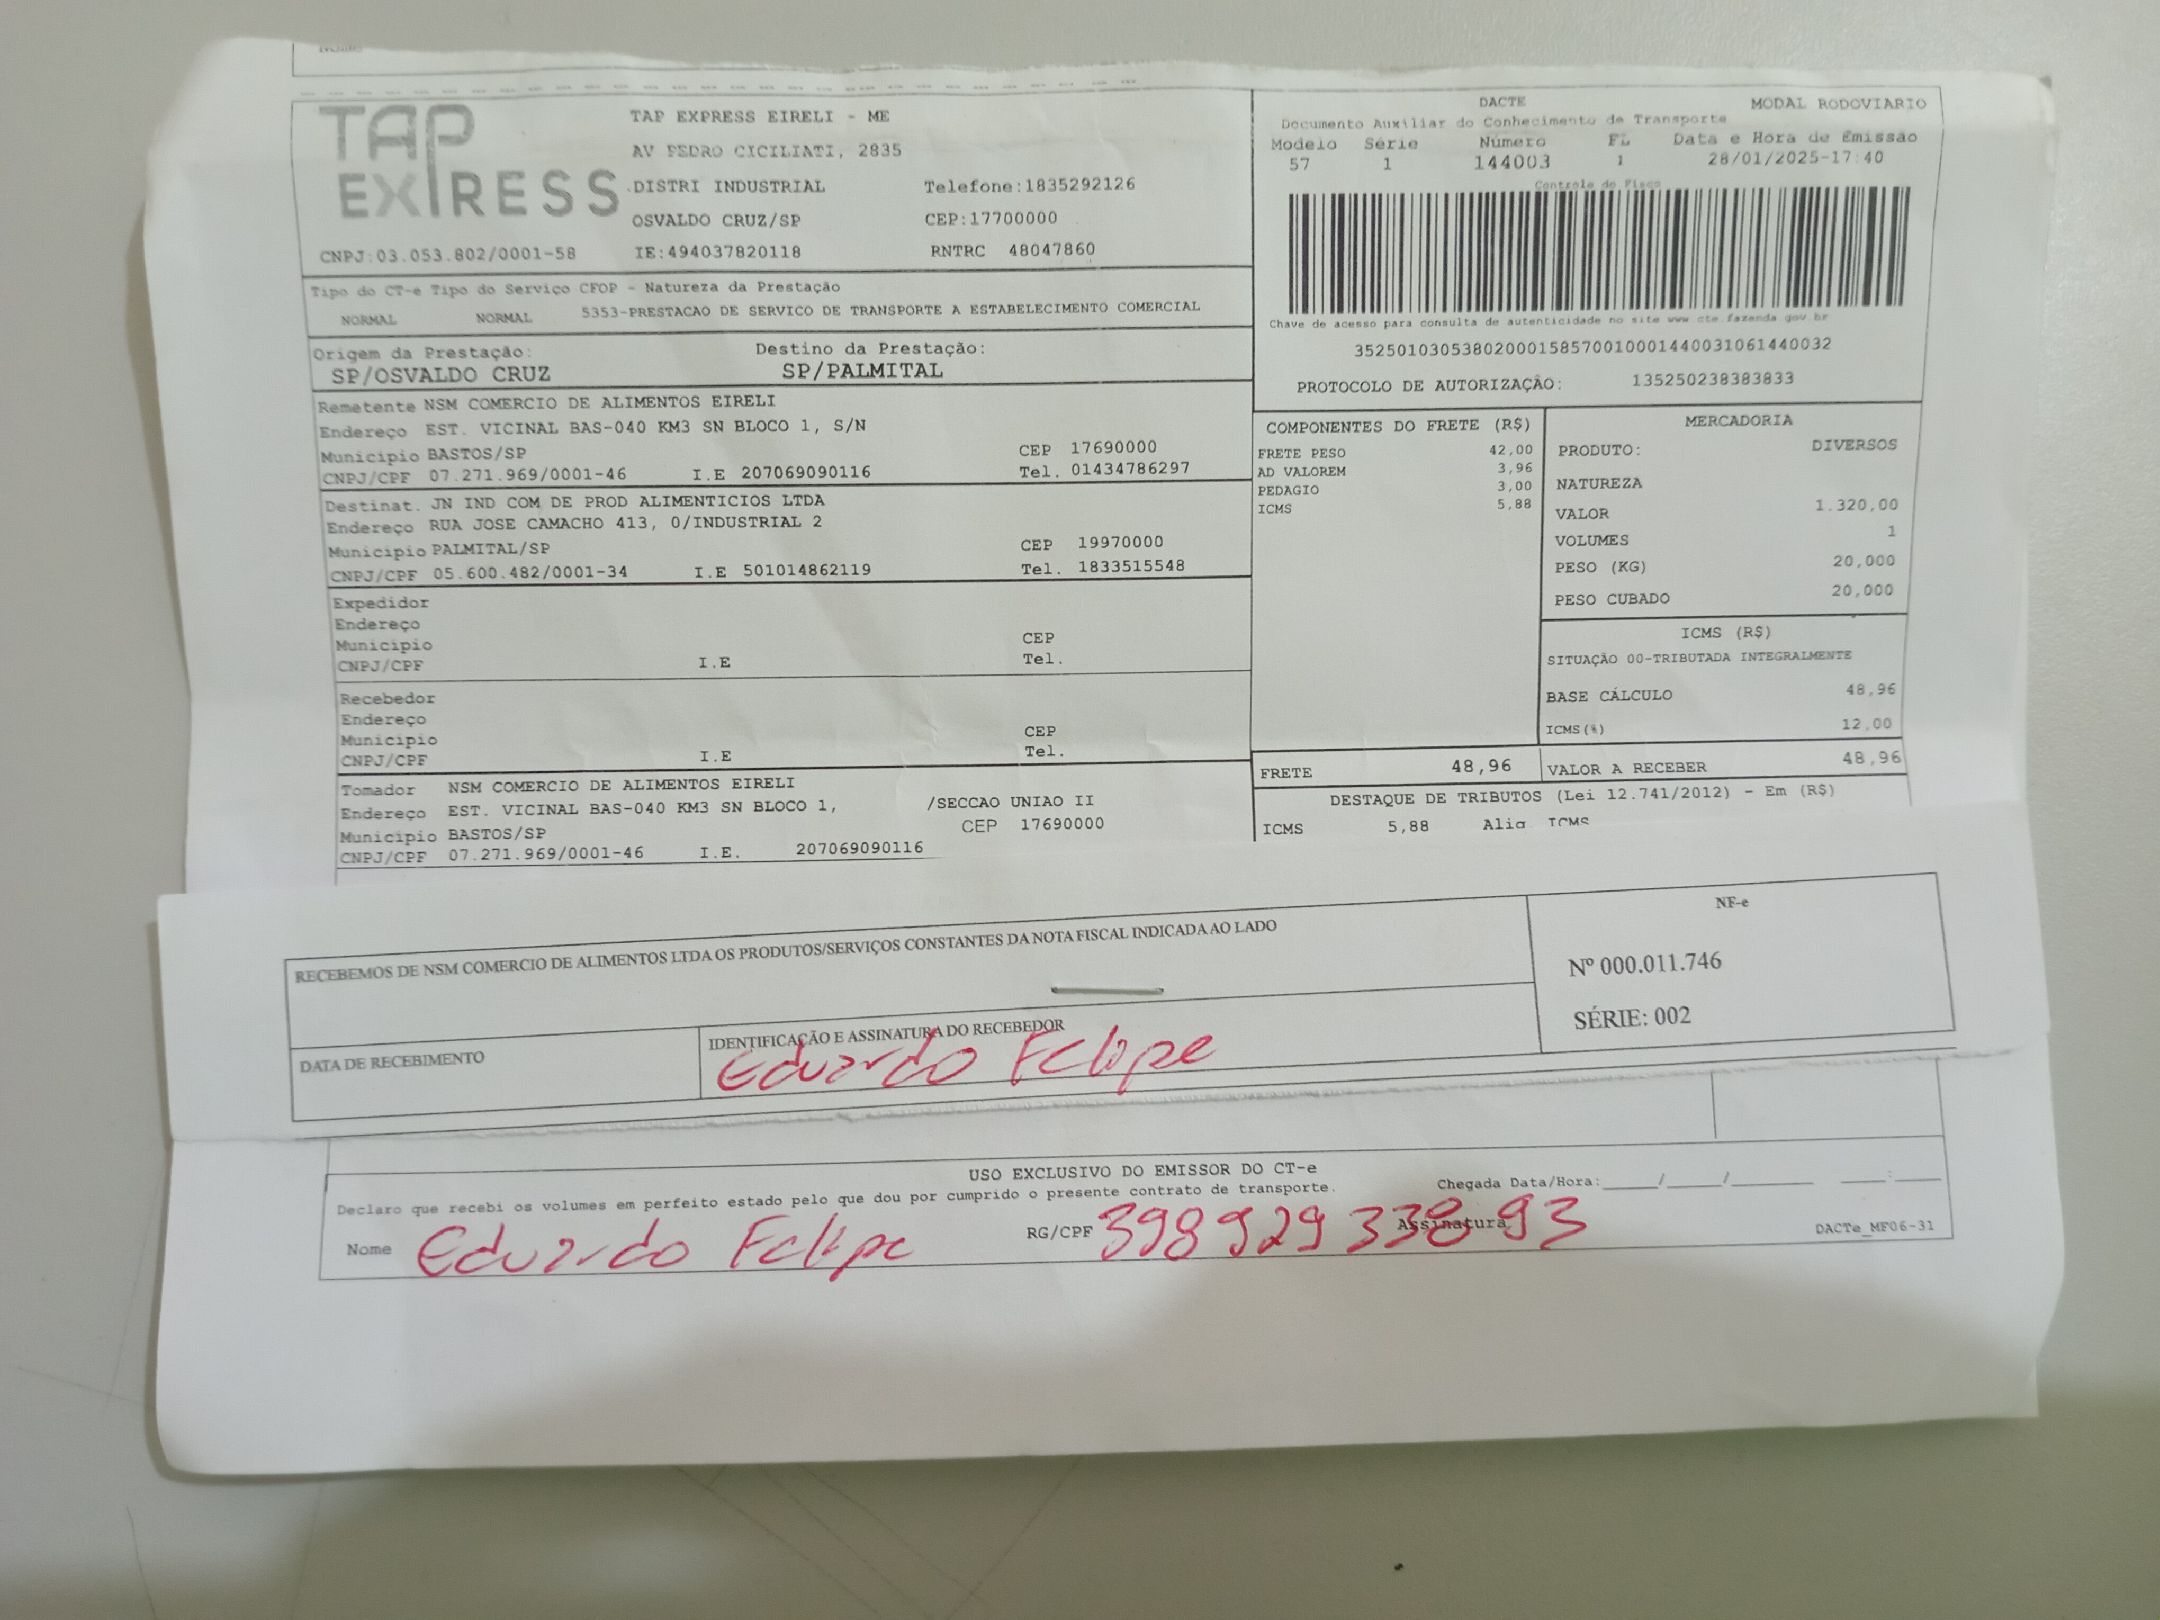 TAP EXPRESS
TAP EXPRESS EIRELI - ME
AV PEDRO CICILIATI, 2835
DISTRI INDUSTRIAL Telefone:1835292126
OSVALDO CRUZ/SP CEP:17700000
CNPJ:03.053.802/0001-58 IE:494037820118 RNTRC 48047860
DACTE MODAL RODOVIARIO
Documento Auxiliar do Conhecimento de Transporte
Modelo Série Número FL Data e Hora de Emissão
57 1 144003 1 28/01/2025-17:40
Controle do Fisco
Chave de acesso para consulta de autenticidade no site www.cte.fazenda.gov.br
35250103053802000158570010001440031061440032
PROTOCOLO DE AUTORIZAÇÃO: 135250238383833
Tipo do CT-e Tipo do Serviço CFOP - Natureza da Prestação
NORMAL NORMAL 5353-PRESTACAO DE SERVICO DE TRANSPORTE A ESTABELECIMENTO COMERCIAL
Origem da Prestação: Destino da Prestação:
SP/OSVALDO CRUZ SP/PALMITAL
Remetente NSM COMERCIO DE ALIMENTOS EIRELI
Endereço EST. VICINAL BAS-040 KM3 SN BLOCO 1, S/N
Municipio BASTOS/SP CEP 17690000
CNPJ/CPF 07.271.969/0001-46 I.E 207069090116 Tel. 01434786297
Destinat. JN IND COM DE PROD ALIMENTICIOS LTDA
Endereço RUA JOSE CAMACHO 413, 0/INDUSTRIAL 2
Municipio PALMITAL/SP CEP 19970000
CNPJ/CPF 05.600.482/0001-34 I.E 501014862119 Tel. 1833515548
Expedidor
Endereço
Municipio CEP
CNPJ/CPF I.E Tel.
Recebedor
Endereço
Municipio CEP
CNPJ/CPF I.E Tel.
Tomador NSM COMERCIO DE ALIMENTOS EIRELI
Endereço EST. VICINAL BAS-040 KM3 SN BLOCO 1, /SECCAO UNIAO II
Municipio BASTOS/SP CEP 17690000
CNPJ/CPF 07.271.969/0001-46 I.E. 207069090116
COMPONENTES DO FRETE (R$)
FRETE PESO 42,00
AD VALOREM 3,96
PEDAGIO 3,00
ICMS 5,88
MERCADORIA
PRODUTO: DIVERSOS
NATUREZA
VALOR 1.320,00
VOLUMES 1
PESO (KG) 20,000
PESO CUBADO 20,000
ICMS (R$)
SITUAÇÃO 00-TRIBUTADA INTEGRALMENTE
BASE CÁLCULO 48,96
ICMS(%) 12,00
FRETE 48,96 VALOR A RECEBER 48,96
DESTAQUE DE TRIBUTOS (Lei 12.741/2012) - Em (R$)
ICMS 5,88 Aliq ICMS
RECEBEMOS DE NSM COMERCIO DE ALIMENTOS LTDA OS PRODUTOS/SERVIÇOS CONSTANTES DA NOTA FISCAL INDICADA AO LADO
NF-e
Nº 000.011.746
SÉRIE: 002
DATA DE RECEBIMENTO IDENTIFICAÇÃO E ASSINATURA DO RECEBEDOR
Eduardo Felipe
USO EXCLUSIVO DO EMISSOR DO CT-e
Declaro que recebi os volumes em perfeito estado pelo que dou por cumprido o presente contrato de transporte. Chegada Data/Hora:____/____/______ ___:___
Nome Eduardo Felipe RG/CPF 398 929 338 93 Assinatura DACTe_MF06-31